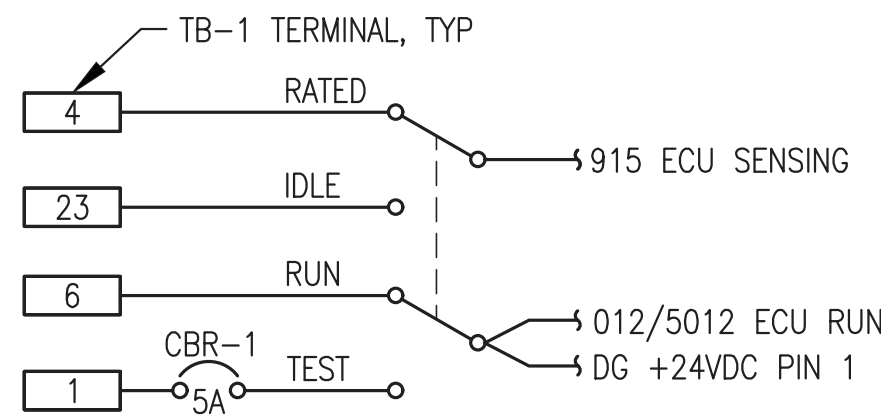 TB-1 TERMINAL, TYP
4 RATED
915 ECU SENSING
23 IDLE
6 RUN
012/5012 ECU RUN
DG +24VDC PIN 1
CBR-1
1 5A TEST